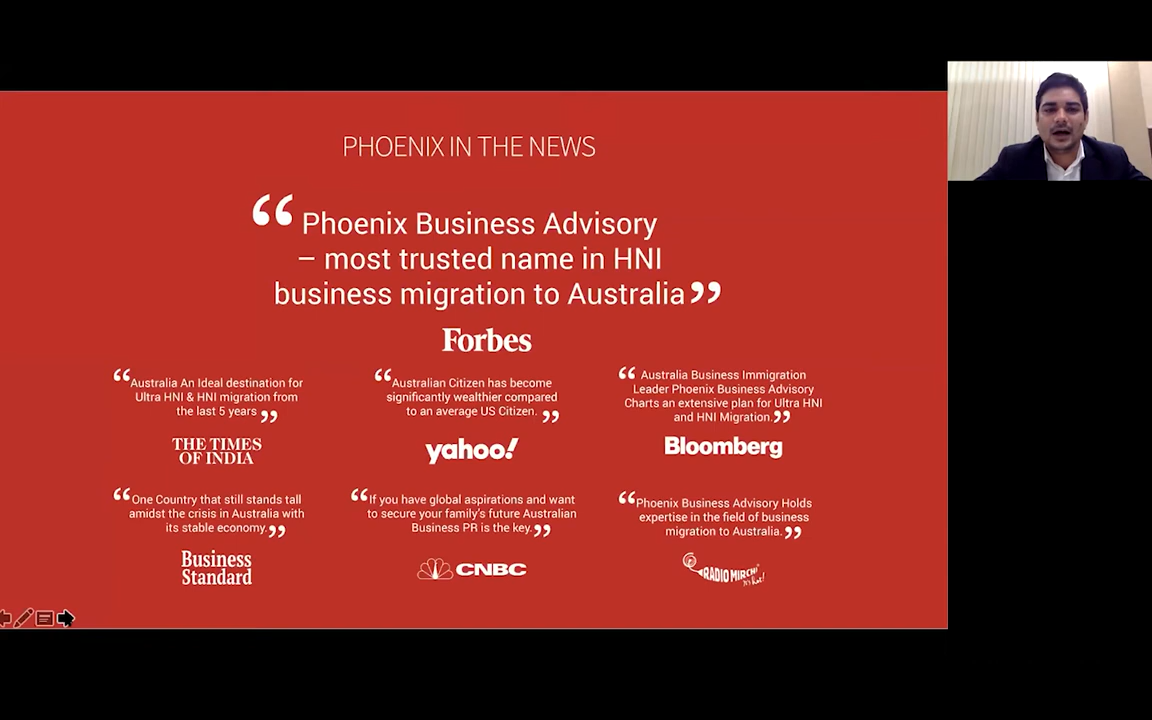 PHOENIX IN THE NEWS
“Phoenix Business Advisory
– most trusted name in HNI
business migration to Australia”
Forbes
“Australia An Ideal destination for
Ultra HNI & HNI migration from
the last 5 years”
THE TIMES
OF INDIA
“Australian Citizen has become
significantly wealthier compared
to an average US Citizen.”
yahoo!
“Australia Business Immigration
Leader Phoenix Business Advisory
Charts an extensive plan for Ultra HNI
and HNI Migration.”
Bloomberg
“One Country that still stands tall
amidst the crisis in Australia with
its stable economy.”
Business
Standard
“If you have global aspirations and want
to secure your family’s future Australian
Business PR is the key.”
CNBC
“Phoenix Business Advisory Holds
expertise in the field of business
migration to Australia.”
RADIO MIRCHI
It's Hot!